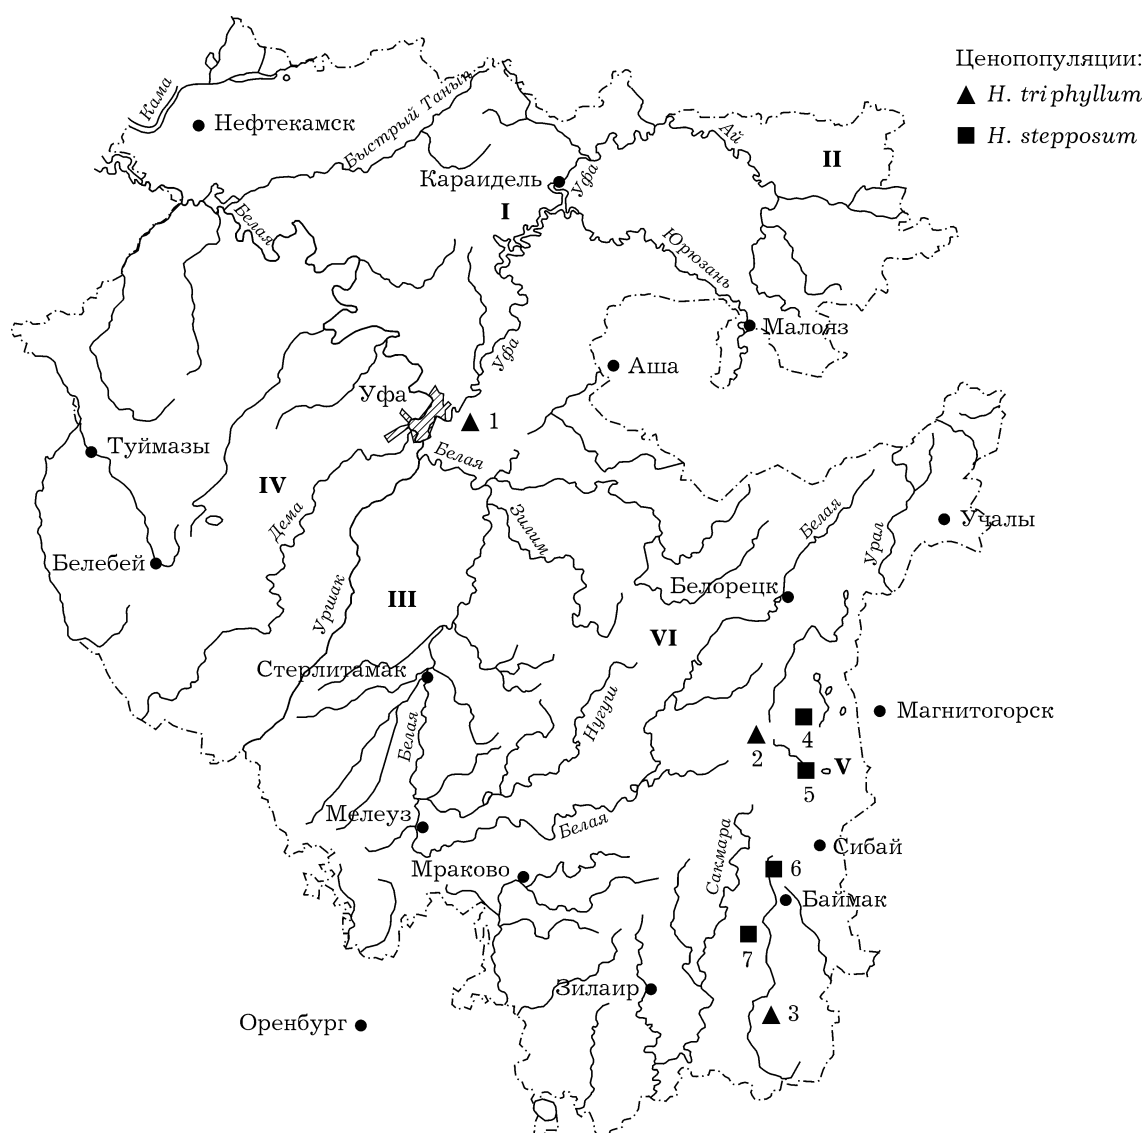 Ценопопуляции:
H. triphyllum
H. stepposum
Кама
Нефтекамск
Быстрый Танып
Ай
II
Караидель
Уфа
I
Белая
Юрюзань
Малояз
Уфа
Аша
Уфа
1
Туймазы
Белая
IV
Дема
Зилим
Белая
Учалы
Урал
Белебей
Уршак
III
Белорецк
VI
Стерлитамак
Нугуш
Белая
Магнитогорск
4
2
V
5
Мелеуз
Белая
Сакмара
Сибай
Мраково
6
Баймак
7
Зилаир
3
Оренбург